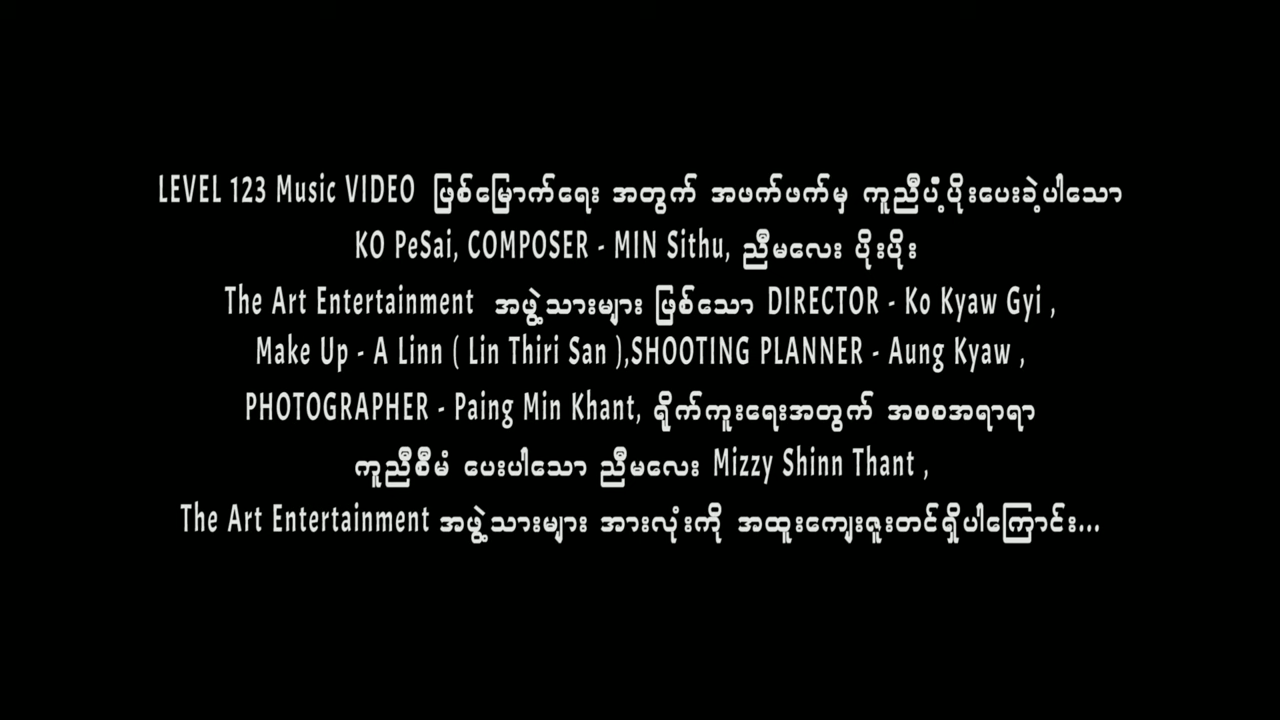 LEVEL 123 Music VIDEO ဖြစ်မြောက်ရေး အတွက် အဖက်ဖက်မှ ကူညီပံ့ပိုးပေးခဲ့ပါသော
KO PeSai, COMPOSER - MIN Sithu, ညီမလေး ပိုးပိုး
The Art Entertainment အဖွဲ့သားများ ဖြစ်သော DIRECTOR - Ko Kyaw Gyi ,
Make Up - A Linn ( Lin Thiri San ),SHOOTING PLANNER - Aung Kyaw ,
PHOTOGRAPHER - Paing Min Khant, ရိုက်ကူးရေးအတွက် အစစအရာရာ
ကူညီစီမံ ပေးပါသော ညီမလေး Mizzy Shinn Thant ,
The Art Entertainment အဖွဲ့သားများ အားလုံးကို အထူးကျေးဇူးတင်ရှိပါကြောင်း...